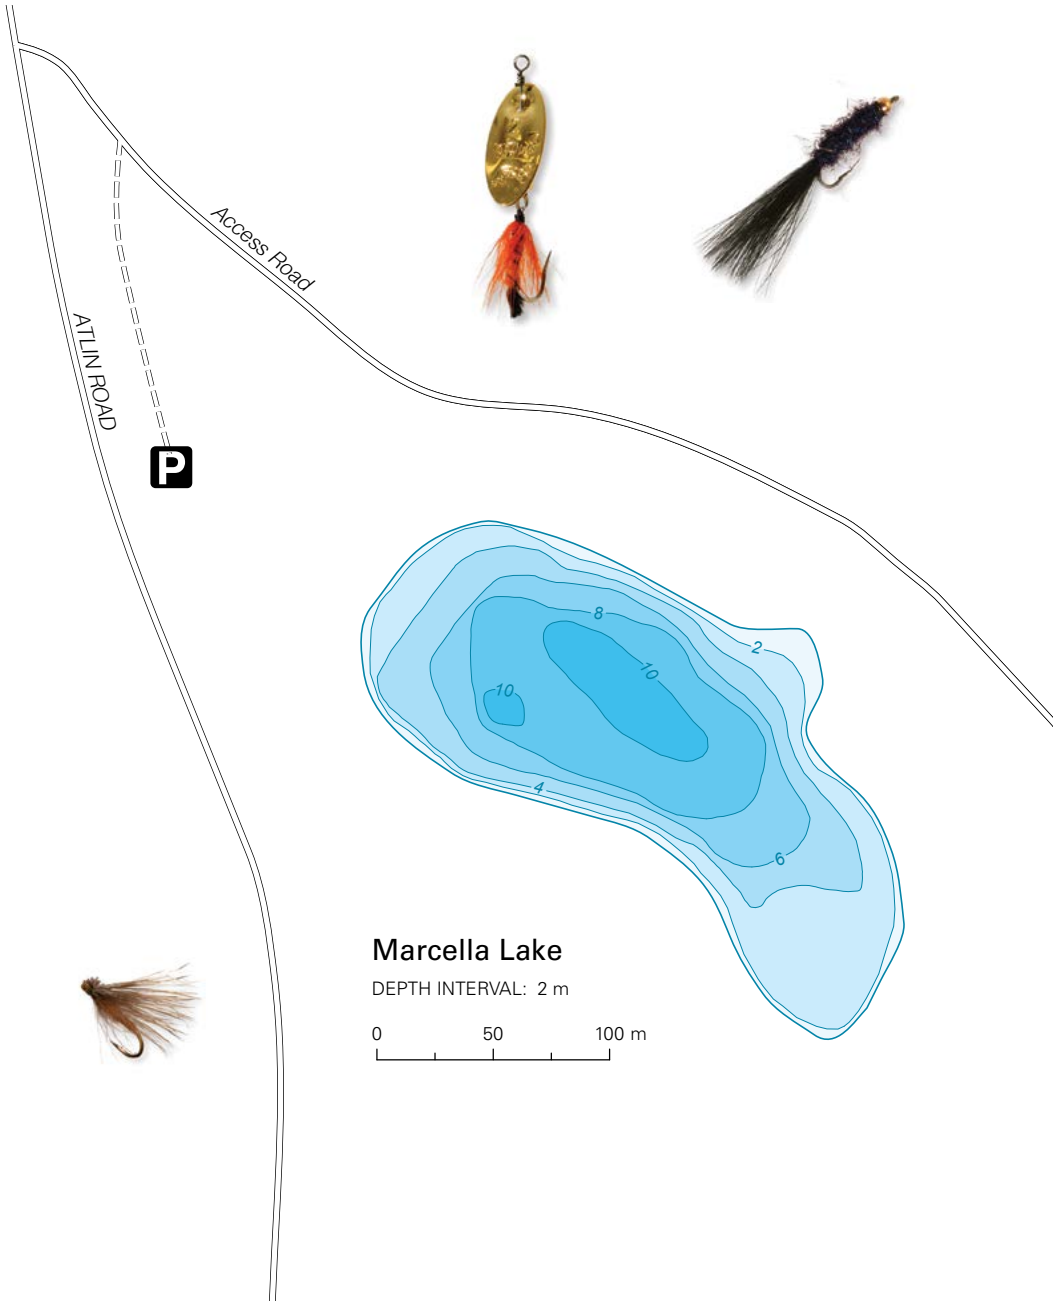 Access Road
ATLIN ROAD
P
8
2
10
10
4
6
Marcella Lake
DEPTH INTERVAL: 2 m
0 50 100 m